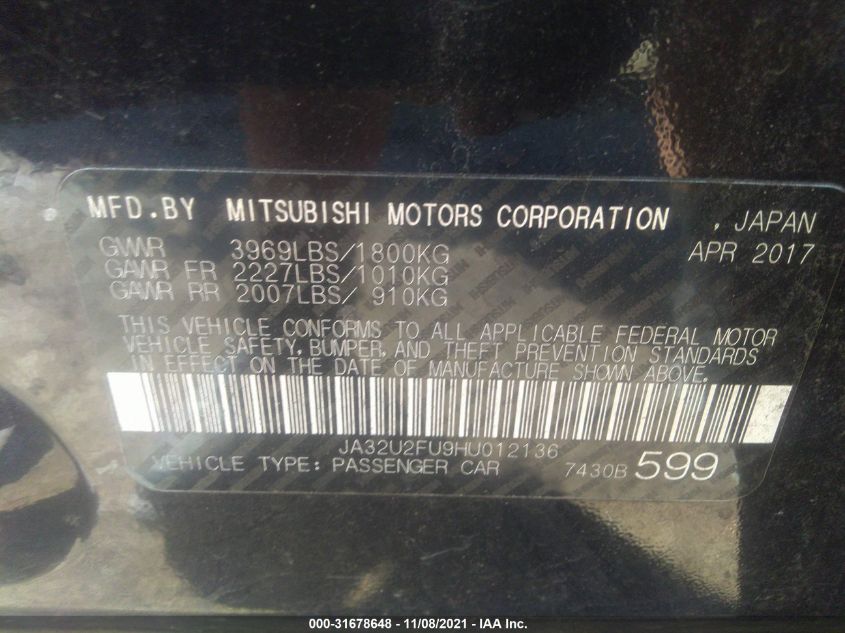 MFD.BY MITSUBISHI MOTORS CORPORATION , JAPAN
GVWR 3969LBS/1800KG APR 2017
GAWR FR 2227LBS/1010KG
GAWR RR 2007LBS/ 910KG
THIS VEHICLE CONFORMS TO ALL APPLICABLE FEDERAL MOTOR
VEHICLE SAFETY, BUMPER, AND THEFT PREVENTION STANDARDS
IN EFFECT ON THE DATE OF MANUFACTURE SHOWN ABOVE.
JA32U2FU9HU012136
VEHICLE TYPE: PASSENGER CAR 7430B 599
000-31678648 - 11/08/2021 - IAA Inc.